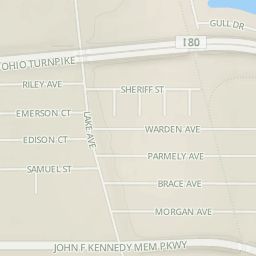 GULL DR
I80
OHIO TURNPIKE
RILEY AVE
SHERIFF ST
EMERSON CT
LAKE AVE
WARDEN AVE
EDISON CT
PARMELY AVE
SAMUEL ST
BRACE AVE
MORGAN AVE
JOHN F KENNEDY MEM PKWY